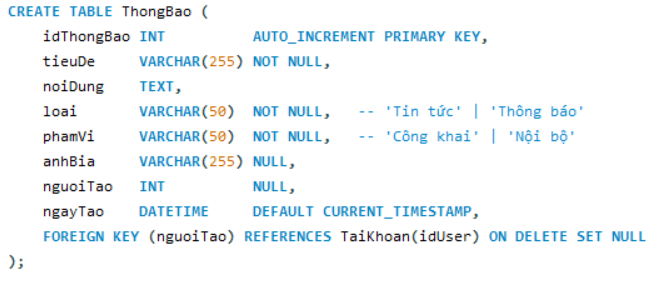 CREATE TABLE ThongBao (
    idThongBao INT           AUTO_INCREMENT PRIMARY KEY,
    tieuDe     VARCHAR(255) NOT NULL,
    noiDung    TEXT,
    loai       VARCHAR(50)  NOT NULL,   -- 'Tin tức' | 'Thông báo'
    phamVi     VARCHAR(50)  NOT NULL,   -- 'Công khai' | 'Nội bộ'
    anhBia     VARCHAR(255) NULL,
    nguoiTao   INT          NULL,
    ngayTao    DATETIME     DEFAULT CURRENT_TIMESTAMP,
    FOREIGN KEY (nguoiTao) REFERENCES TaiKhoan(idUser) ON DELETE SET NULL
);